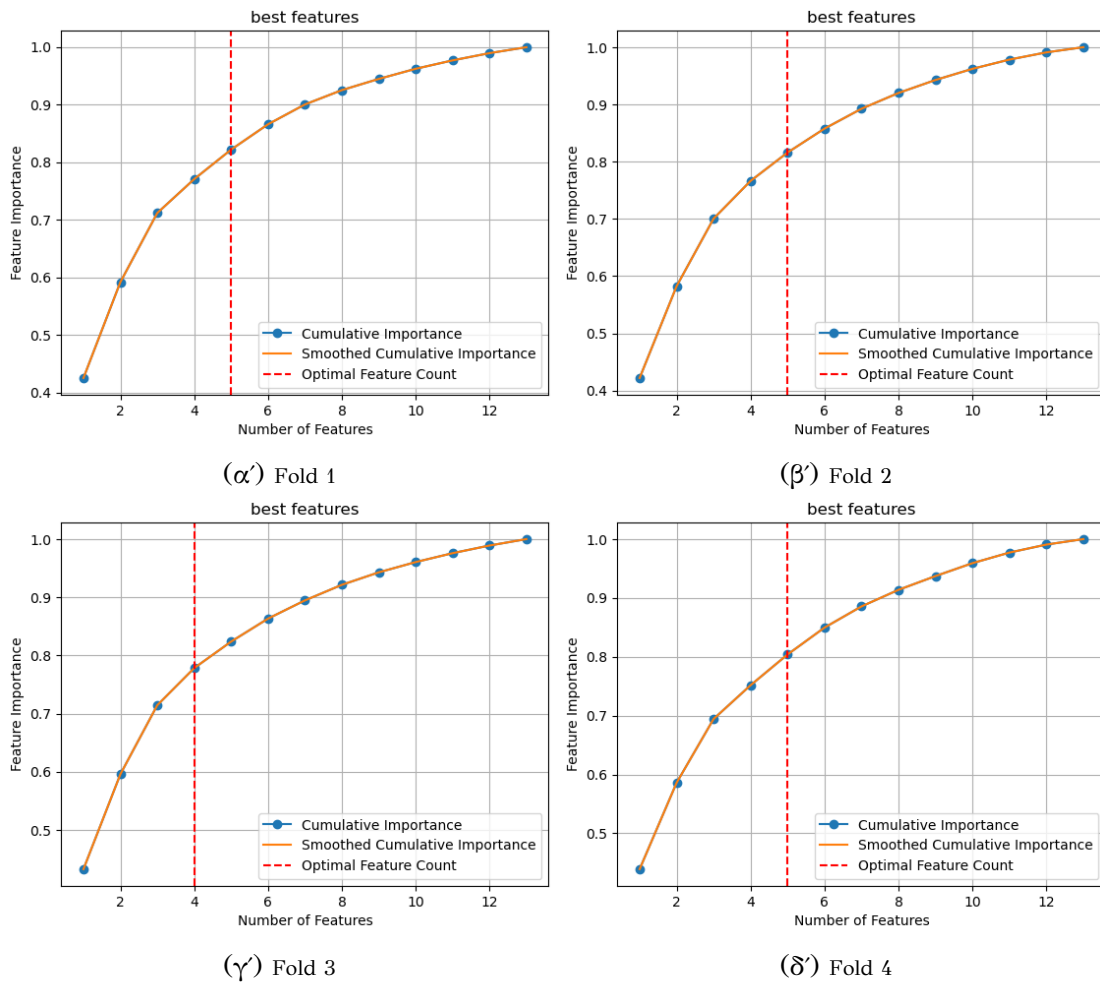 best features
1.0
0.9
0.8
0.7
0.6
0.5
0.4
Feature Importance
Cumulative Importance
Smoothed Cumulative Importance
Optimal Feature Count
2 4 6 8 10 12
Number of Features
(α´) Fold 1
best features
1.0
0.9
0.8
0.7
0.6
0.5
0.4
Feature Importance
Cumulative Importance
Smoothed Cumulative Importance
Optimal Feature Count
2 4 6 8 10 12
Number of Features
(β´) Fold 2
best features
1.0
0.9
0.8
0.7
0.6
0.5
Feature Importance
Cumulative Importance
Smoothed Cumulative Importance
Optimal Feature Count
2 4 6 8 10 12
Number of Features
(γ´) Fold 3
best features
1.0
0.9
0.8
0.7
0.6
0.5
Feature Importance
Cumulative Importance
Smoothed Cumulative Importance
Optimal Feature Count
2 4 6 8 10 12
Number of Features
(δ´) Fold 4